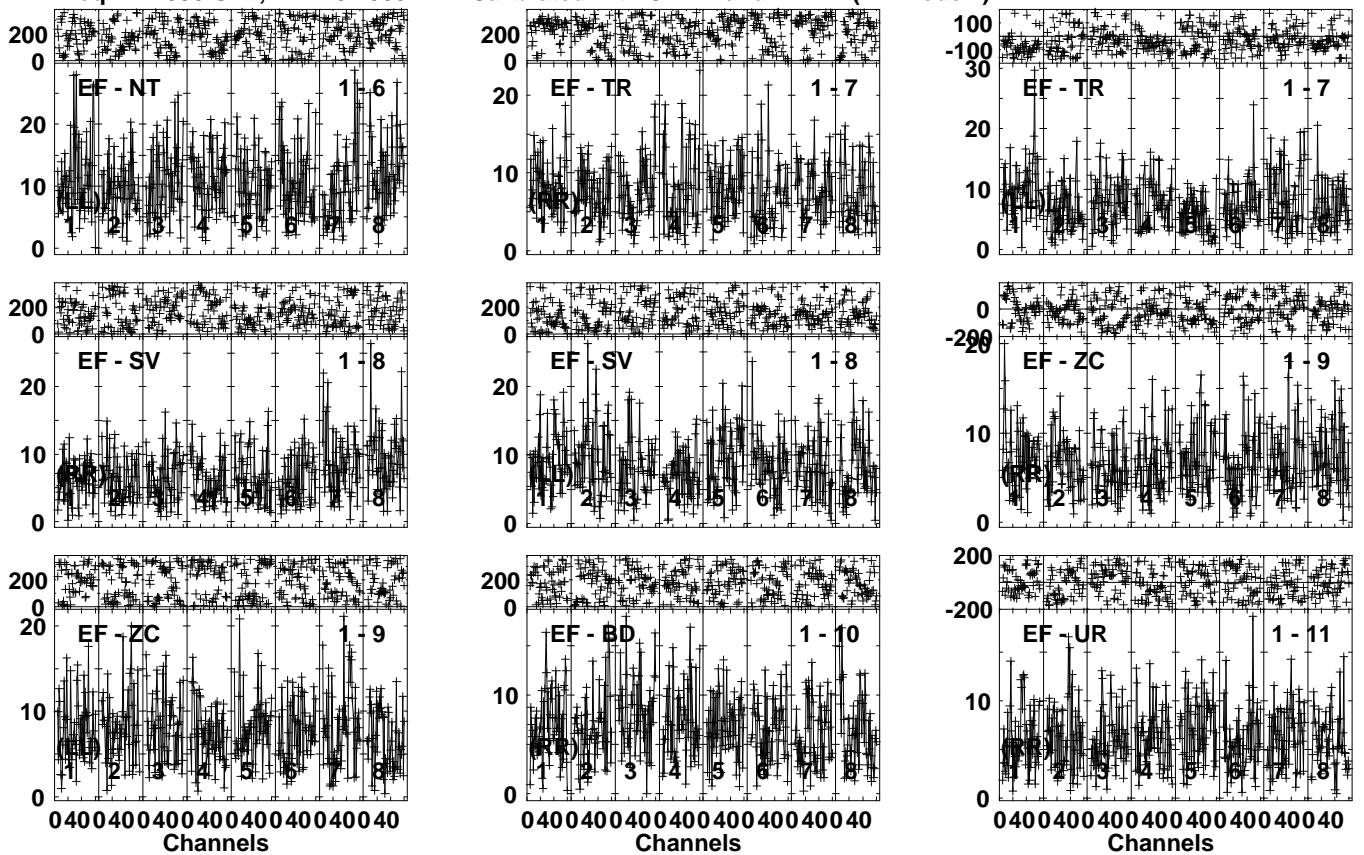 200 0 200 0 100 -100
EF - NT 1 - 6 EF - TR 1 - 7 30 EF - TR 1 - 7
20 20 20
10 10 10
(LL) (RR) (LL)
1 2 3 4 5 6 7 8 1 2 3 4 5 6 7 8 1 2 3 4 5 6 7 8
0 0 0
200 0 200 0 0 -200
EF - SV 1 - 8 EF - SV 1 - 8 20 EF - ZC 1 - 9
20 20
10 10 10
(RR) (LL) (RR)
1 2 3 4 5 6 7 8 1 2 3 4 5 6 7 8 1 2 3 4 5 6 7 8
0 0 0
200 0 200 0 200 -200
20 EF - ZC 1 - 9 EF - BD 1 - 10 EF - UR 1 - 11
10 10 10
(LL) (RR) (RR)
1 2 3 4 5 6 7 8 1 2 3 4 5 6 7 8 1 2 3 4 5 6 7 8
0 0 0
0 40 0 40 0 40 0 40 0 40 0 40 0 40 0 40 0 40 0 40 0 40 0 40 0 40 0 40 0 40 0 40 0 40 0 40 0 40 0 40 0 40 0 40 0 40 0 40
Channels Channels Channels